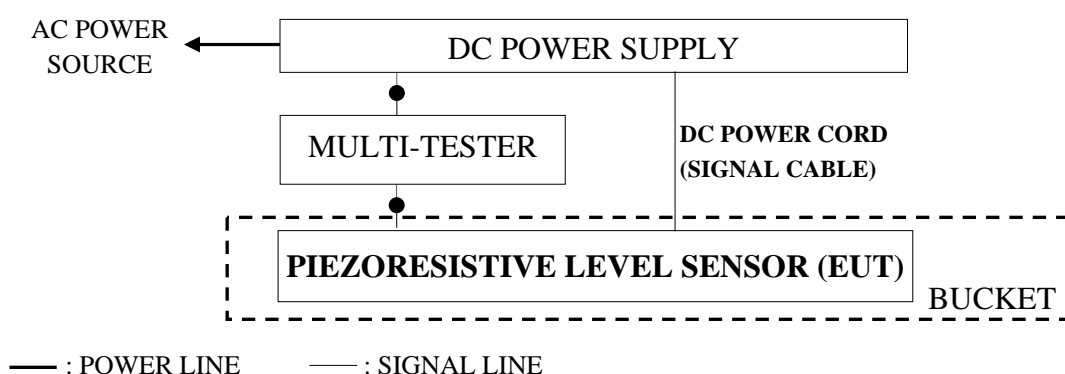 AC POWER
SOURCE
DC POWER SUPPLY
MULTI-TESTER
DC POWER CORD
(SIGNAL CABLE)
PIEZORESISTIVE LEVEL SENSOR (EUT)
BUCKET
: POWER LINE
: SIGNAL LINE